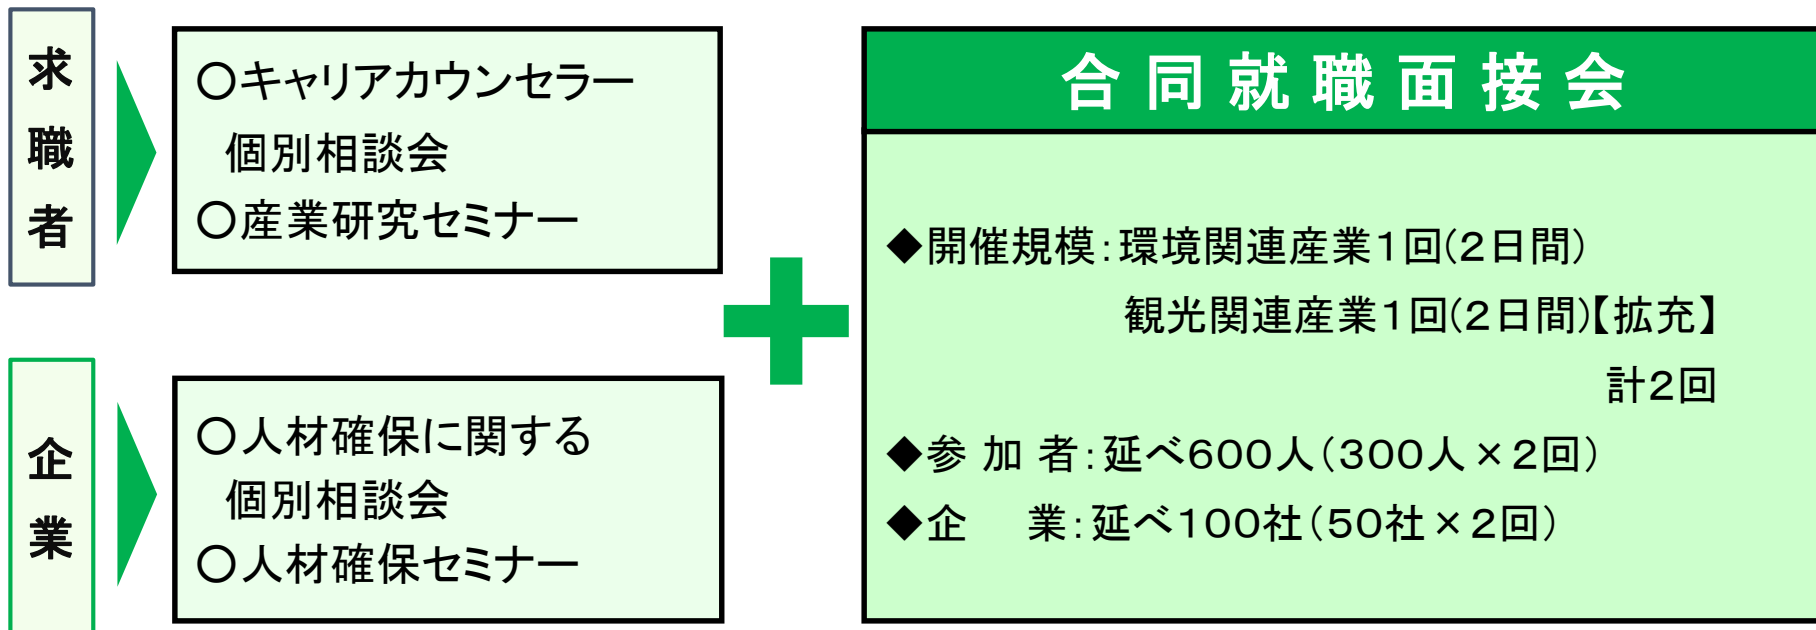 求職者
○キャリアカウンセラー
個別相談会
○産業研究セミナー
企業
○人材確保に関する
個別相談会
○人材確保セミナー
合同就職面接会
◆開催規模：環境関連産業１回(２日間)
観光関連産業１回(２日間)【拡充】
計２回
◆参 加 者：延べ６００人（３００人×２回）
◆企　 業：延べ１００社（５０社×２回）